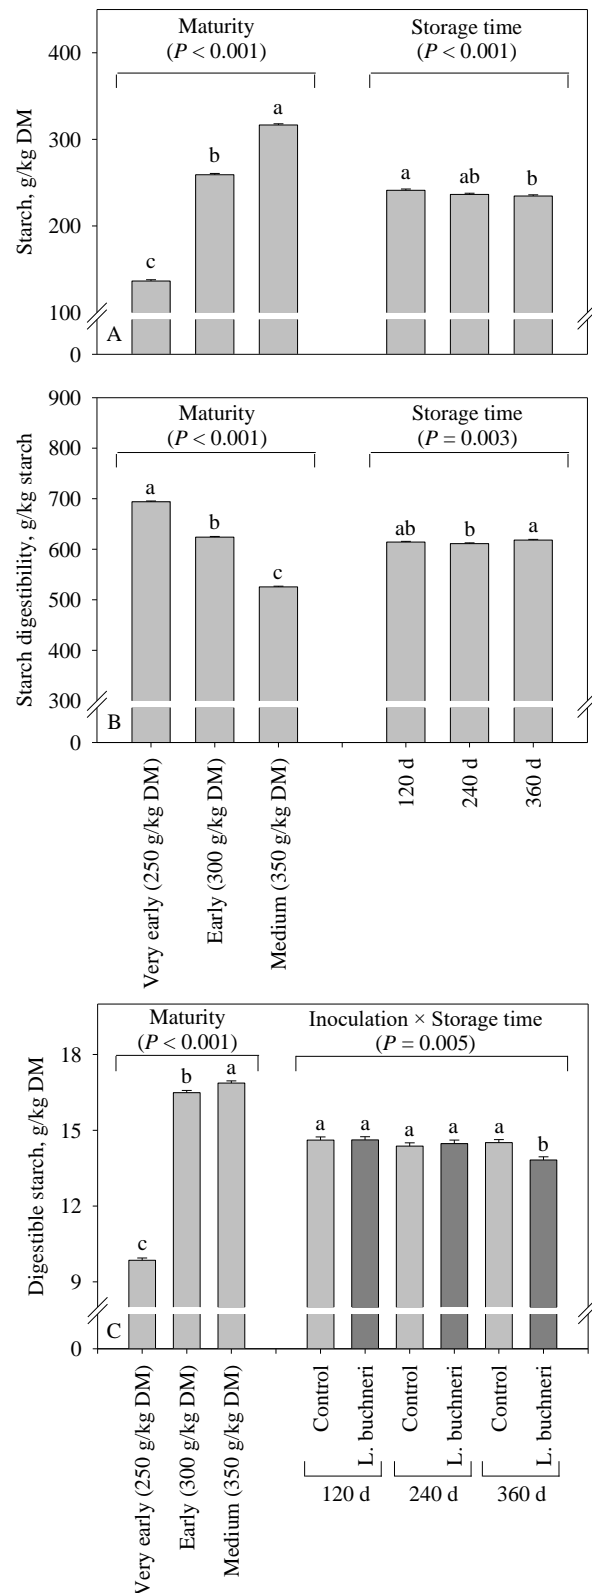 Maturity
(P < 0.001)
Storage time
(P < 0.001)
Starch, g/kg DM
400
300
200
100
0
c
b
a
a
ab
b
A
Maturity
(P < 0.001)
Storage time
(P = 0.003)
Starch digestibility, g/kg starch
900
800
700
600
500
400
300
0
a
b
c
ab
b
a
B
Very early (250 g/kg DM)
Early (300 g/kg DM)
Medium (350 g/kg DM)
120 d
240 d
360 d
Maturity
(P < 0.001)
Inoculation × Storage time
(P = 0.005)
Digestible starch, g/kg DM
18
15
12
9
0
c
b
a
a
a
a
a
a
b
C
Very early (250 g/kg DM)
Early (300 g/kg DM)
Medium (350 g/kg DM)
Control
L. buchneri
Control
L. buchneri
Control
L. buchneri
120 d
240 d
360 d